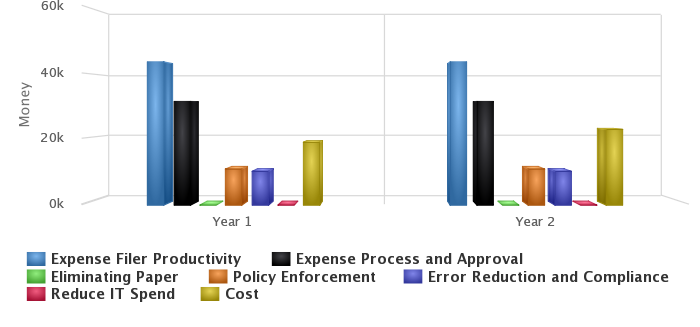 60k
40k
20k
0k
Money
Year 1
Year 2
Expense Filer Productivity
Expense Process and Approval
Eliminating Paper
Policy Enforcement
Error Reduction and Compliance
Reduce IT Spend
Cost